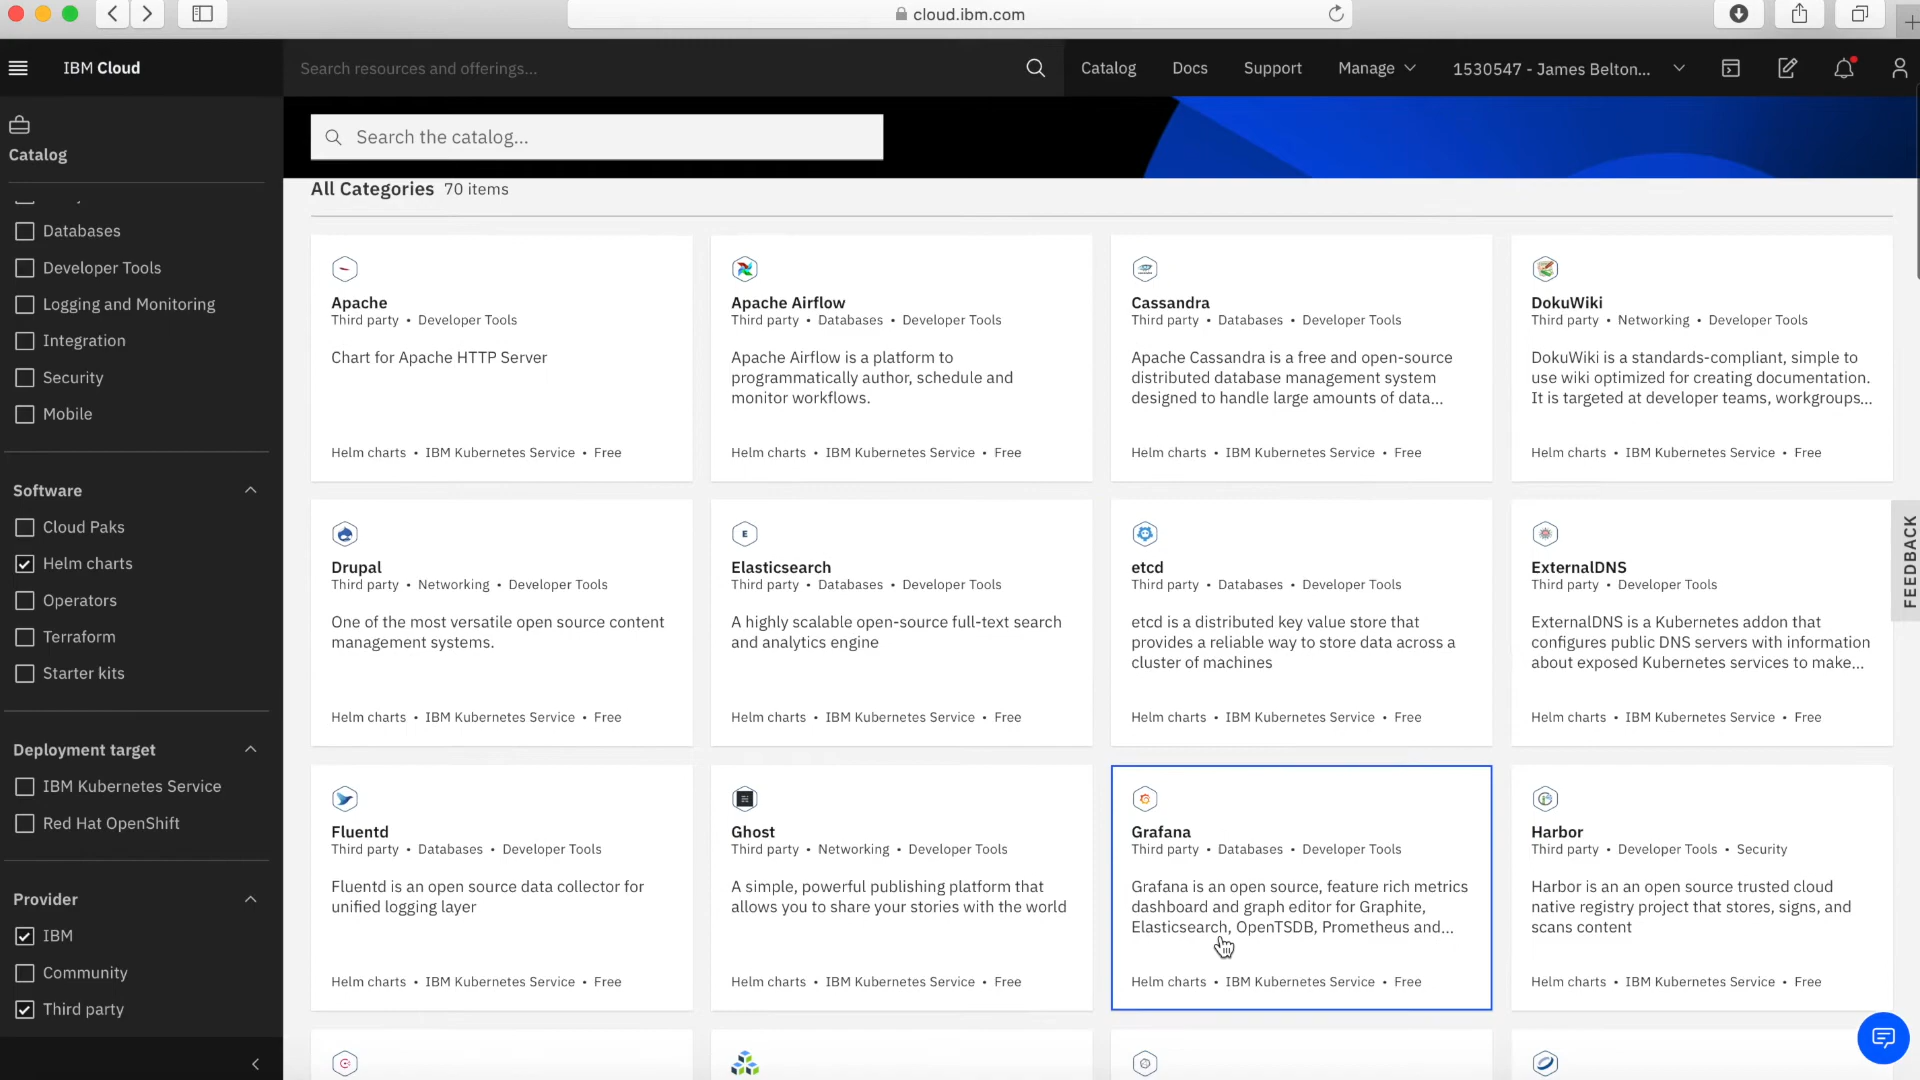 cloud.ibm.com
IBM Cloud
Search resources and offerings...
Catalog
Docs
Support
Manage
1530547 - James Belton...
Catalog
Databases
Developer Tools
Logging and Monitoring
Integration
Security
Mobile
Software
Cloud Paks
Helm charts
Operators
Terraform
Starter kits
Deployment target
IBM Kubernetes Service
Red Hat OpenShift
Provider
IBM
Community
Third party
Search the catalog...
All Categories 70 items
Apache
Third party • Developer Tools
Chart for Apache HTTP Server
Helm charts • IBM Kubernetes Service • Free
Apache Airflow
Third party • Databases • Developer Tools
Apache Airflow is a platform to
programmatically author, schedule and
monitor workflows.
Helm charts • IBM Kubernetes Service • Free
Cassandra
Third party • Databases • Developer Tools
Apache Cassandra is a free and open-source
distributed database management system
designed to handle large amounts of data...
Helm charts • IBM Kubernetes Service • Free
DokuWiki
Third party • Networking • Developer Tools
DokuWiki is a standards-compliant, simple to
use wiki optimized for creating documentation.
It is targeted at developer teams, workgroups...
Helm charts • IBM Kubernetes Service • Free
Drupal
Third party • Networking • Developer Tools
One of the most versatile open source content
management systems.
Helm charts • IBM Kubernetes Service • Free
E
Elasticsearch
Third party • Databases • Developer Tools
A highly scalable open-source full-text search
and analytics engine
Helm charts • IBM Kubernetes Service • Free
etcd
Third party • Databases • Developer Tools
etcd is a distributed key value store that
provides a reliable way to store data across a
cluster of machines
Helm charts • IBM Kubernetes Service • Free
ExternalDNS
Third party • Developer Tools
ExternalDNS is a Kubernetes addon that
configures public DNS servers with information
about exposed Kubernetes services to make...
Helm charts • IBM Kubernetes Service • Free
Fluentd
Third party • Databases • Developer Tools
Fluentd is an open source data collector for
unified logging layer
Helm charts • IBM Kubernetes Service • Free
Ghost
Third party • Networking • Developer Tools
A simple, powerful publishing platform that
allows you to share your stories with the world
Helm charts • IBM Kubernetes Service • Free
Grafana
Third party • Databases • Developer Tools
Grafana is an open source, feature rich metrics
dashboard and graph editor for Graphite,
Elasticsearch, OpenTSDB, Prometheus and...
Helm charts • IBM Kubernetes Service • Free
Harbor
Third party • Developer Tools • Security
Harbor is an an open source trusted cloud
native registry project that stores, signs, and
scans content
Helm charts • IBM Kubernetes Service • Free
FEEDBACK